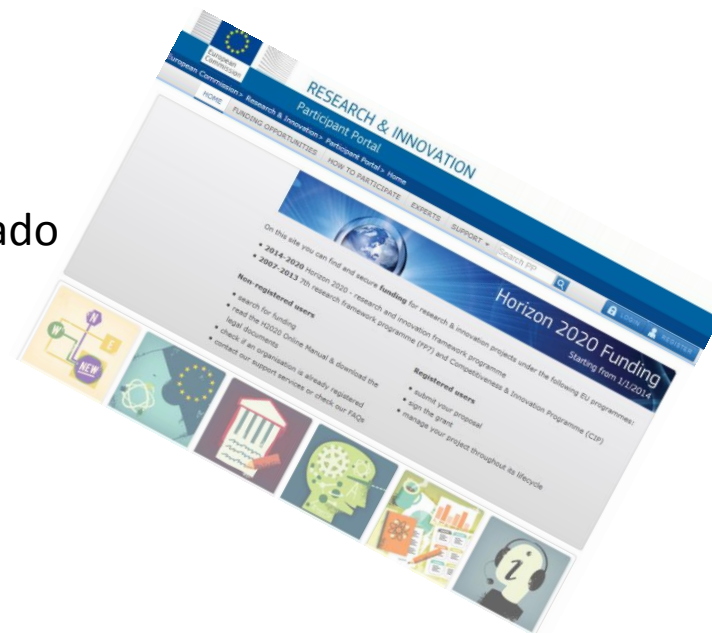 European
Commission
RESEARCH & INNOVATION
Participant Portal
European Commission > Research & Innovation > Participant Portal > Home
HOME
FUNDING OPPORTUNITIES
HOW TO PARTICIPATE
EXPERTS
SUPPORT
Search PP
LOGIN
REGISTER
ado
Horizon 2020 Funding
Starting from 1/1/2014
On this site you can find and secure funding for research & innovation projects under the following EU programmes:
• 2014-2020 Horizon 2020 - research and innovation framework programme
• 2007-2013 7th research framework programme (FP7) and Competitiveness & Innovation Programme (CIP)
Non-registered users
• search for funding
• read the H2020 Online Manual & download the
legal documents
• check if an organisation is already registered
• contact our support services or check our FAQs
Registered users
• submit your proposal
• sign the grant
• manage your project throughout its lifecycle
N
W
E
NEW
i